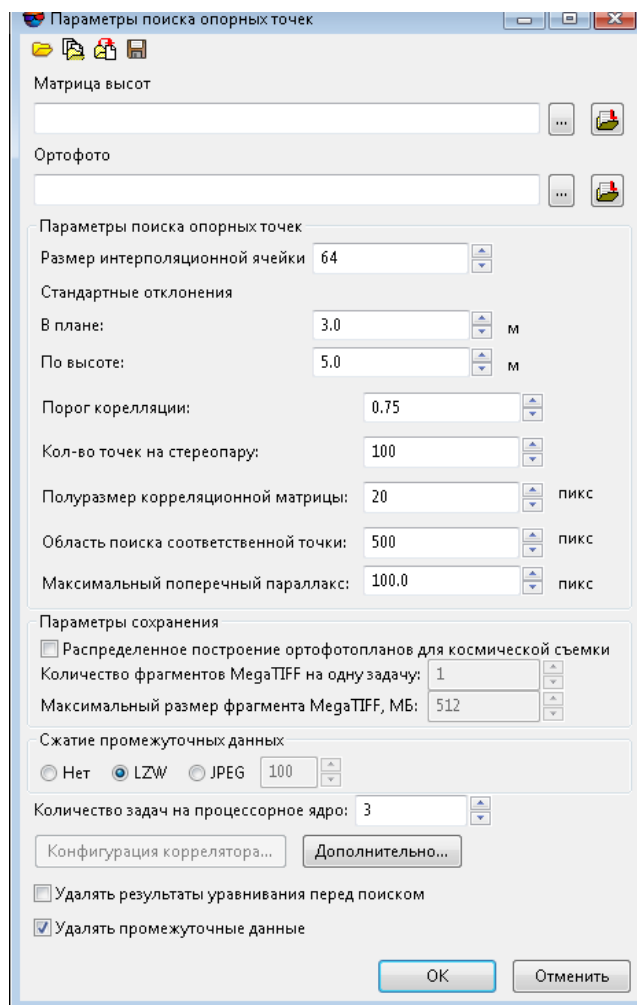 Параметры поиска опорных точек
Матрица высот
...
Ортофото
...
Параметры поиска опорных точек
Размер интерполяционной ячейки 64
Стандартные отклонения
В плане: 3.0 м
По высоте: 5.0 м
Порог корелляции: 0.75
Кол-во точек на стереопару: 100
Полуразмер корреляционной матрицы: 20 пикс
Область поиска соответственной точки: 500 пикс
Максимальный поперечный параллакс: 100.0 пикс
Параметры сохранения
Распределенное построение ортофотопланов для космической съемки
Количество фрагментов MegaTIFF на одну задачу: 1
Максимальный размер фрагмента MegaTIFF, МБ: 512
Сжатие промежуточных данных
Нет LZW JPEG 100
Количество задач на процессорное ядро: 3
Конфигурация коррелятора... Дополнительно...
Удалять результаты уравнивания перед поиском
Удалять промежуточные данные
OK Отменить